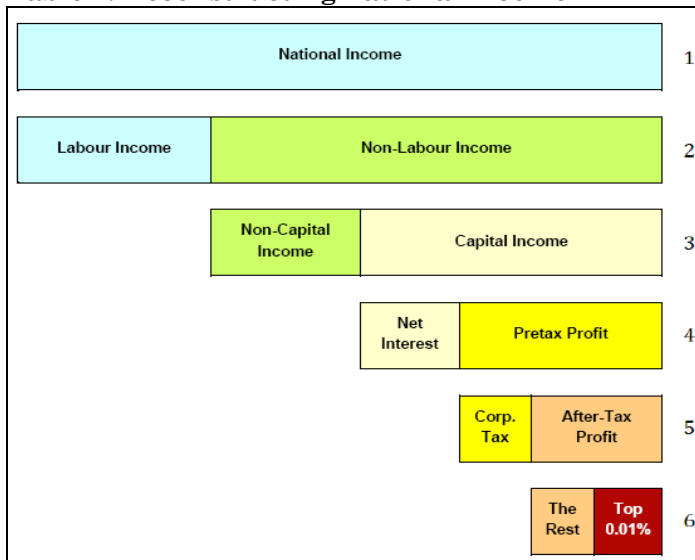 National Income 1
Labour Income Non-Labour Income 2
Non-Capital
Income
Capital Income 3
Net
Interest
Pretax Profit 4
Corp.
Tax
After-Tax
Profit
5
The
Rest
Top
0.01%
6